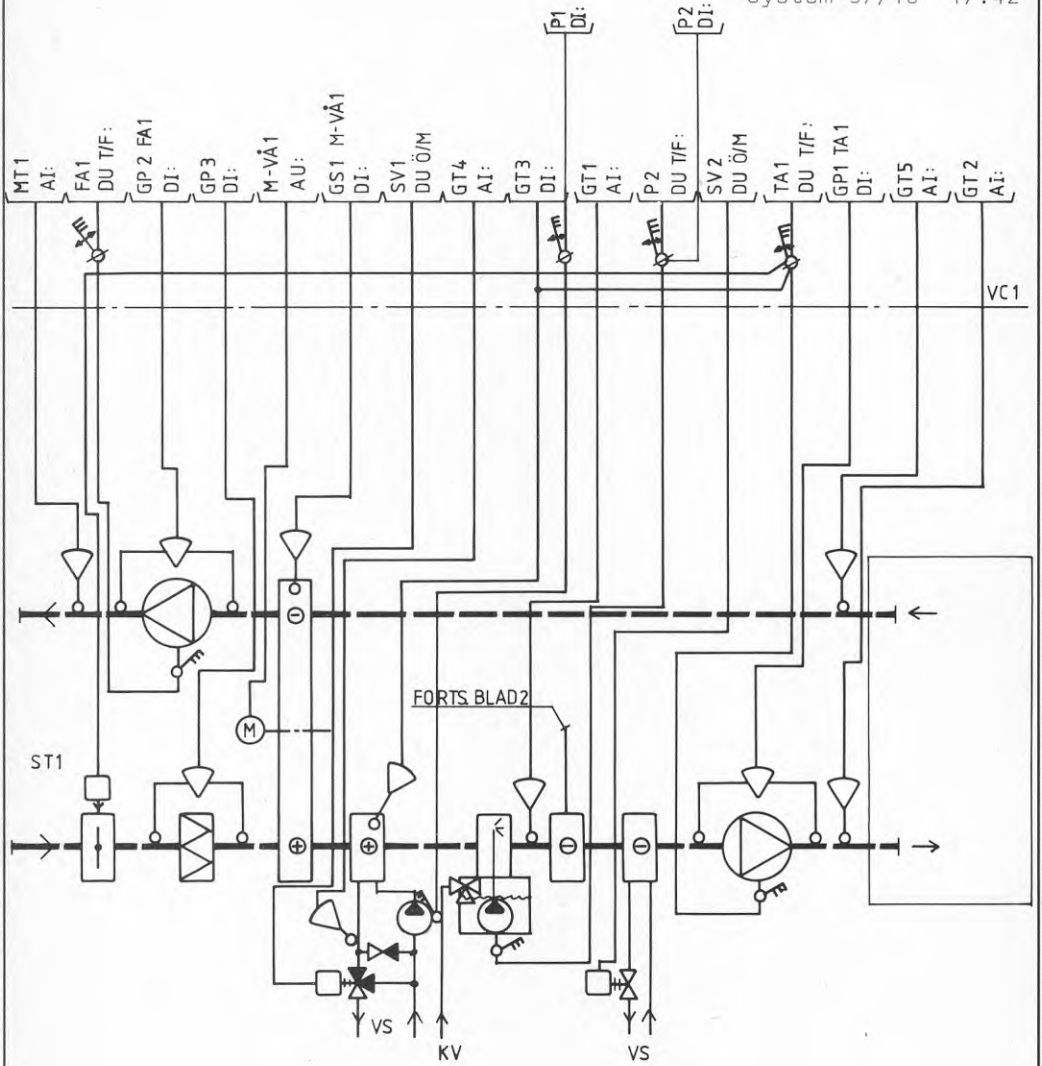 P1
DI:
P2
DI:
MT1
AI:
FA1
DU T/F:
GP2 FA1
DI:
GP3
DI:
M-VÅ1
AU:
GS1 M-VÅ1
DI:
SV1
DU Ö/M
GT4
AI:
GT3
DI:
GT1
AI:
P2
DU T/F:
SV2
DU Ö/M
TA1
DU T/F:
GP1 TA1
DI:
GT5
AI:
GT2
AI:
VC1
FORTS. BLAD2
M
ST1
VS
KV
VS